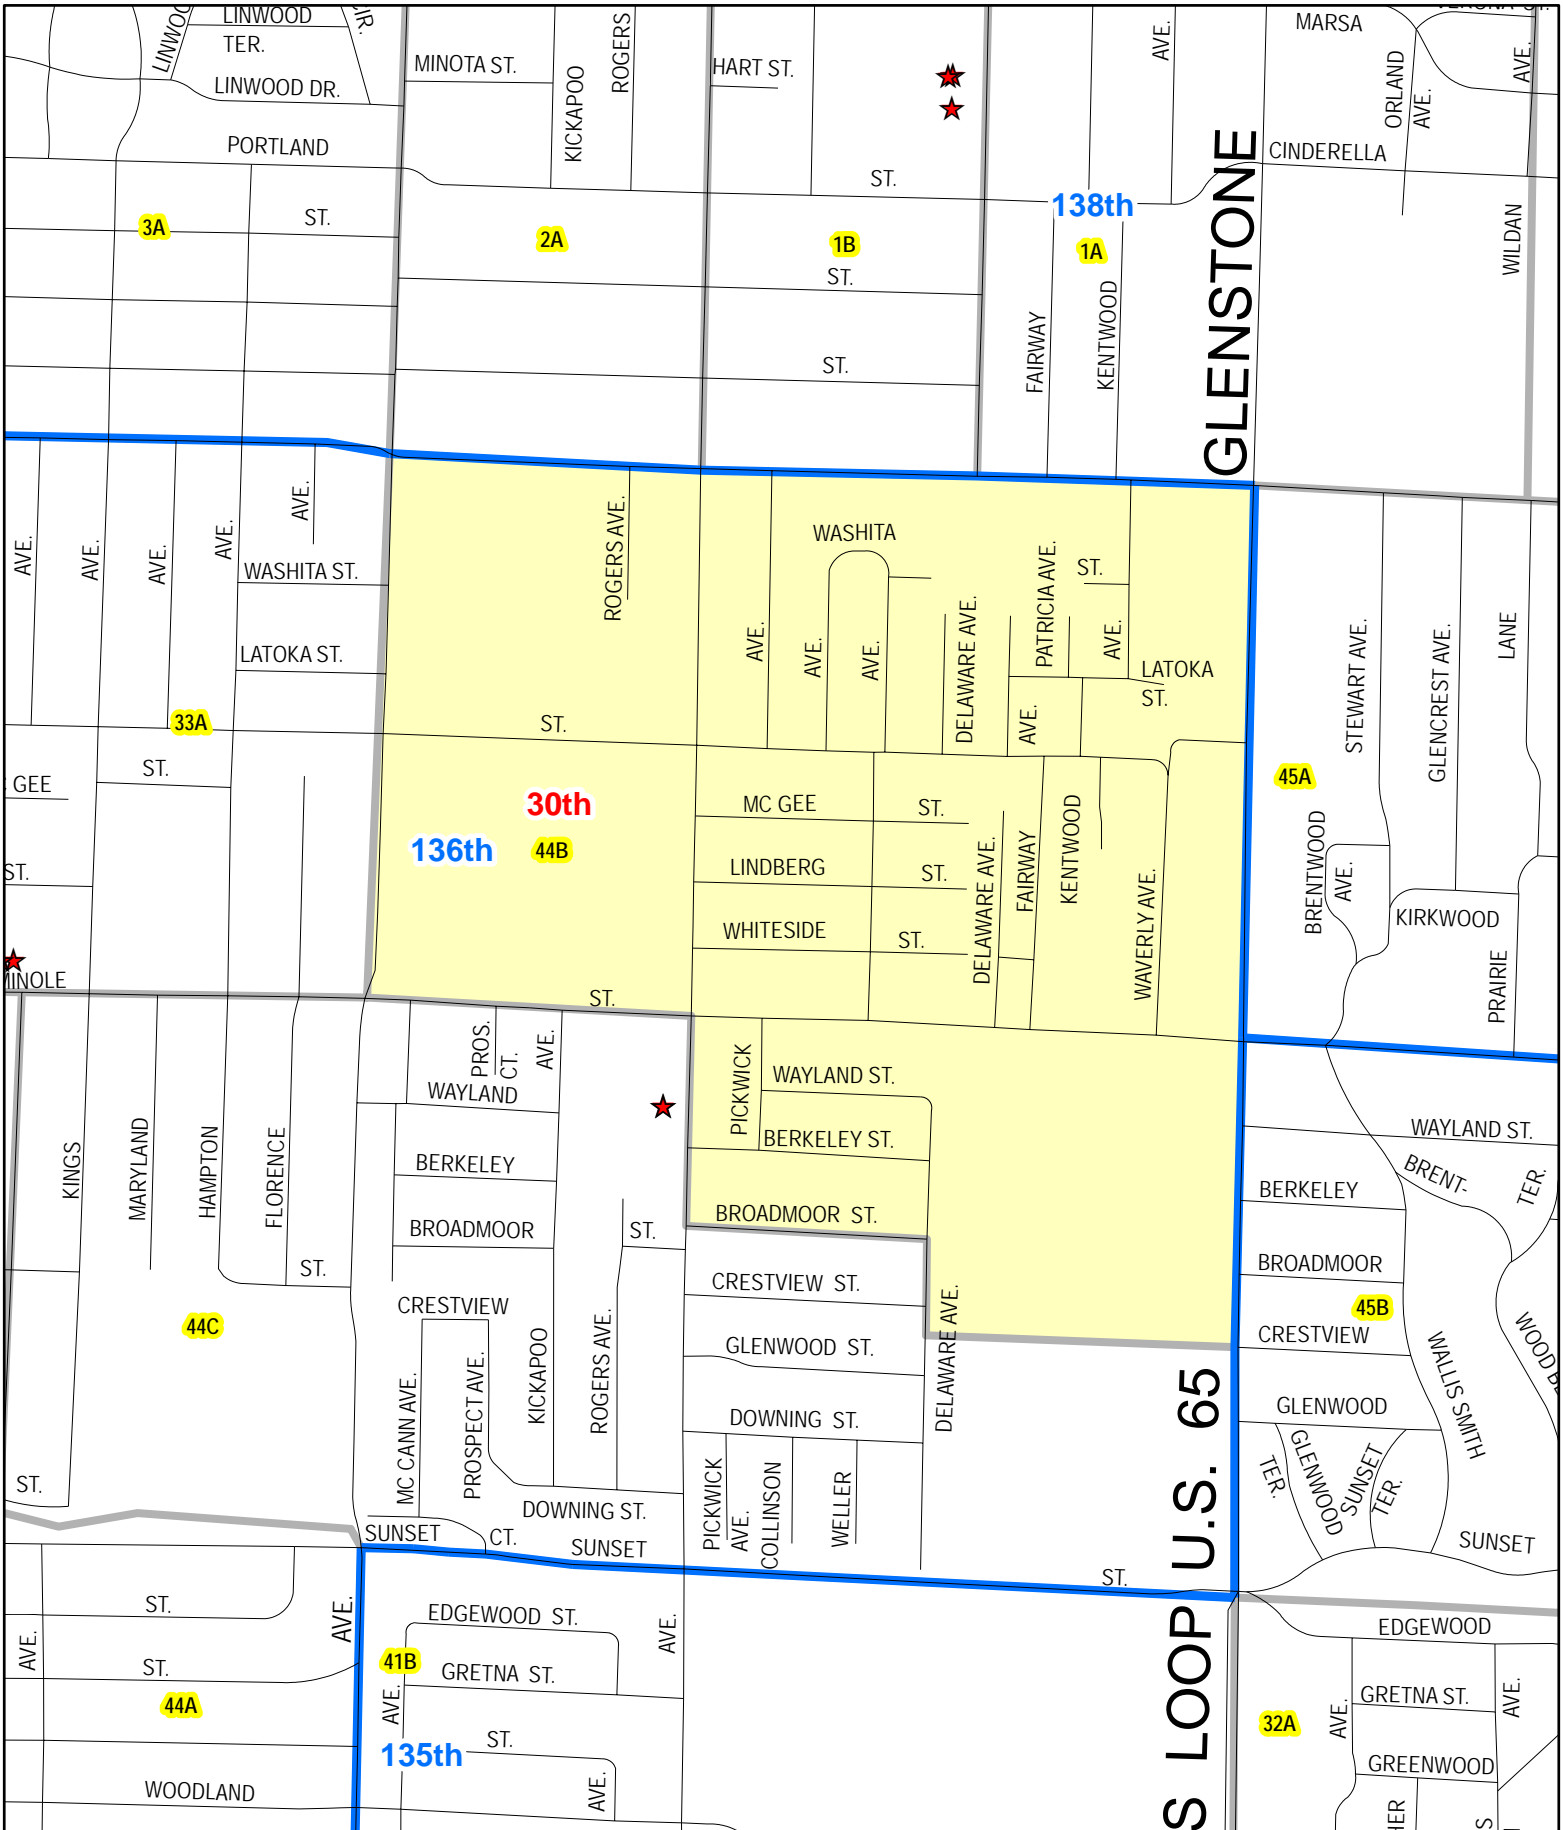 LINWOOD
LINWOOD
TER.
CIR.
LINWOOD DR.
MINOTA ST.
KICKAPOO
ROGERS
HART ST.
AVE.
MARSA
VERONA ST.
ORLAND
AVE.
AVE.
PORTLAND
ST.
CINDERELLA
138th
GLENSTONE
WILDAN
3A
ST.
2A
1B
1A
ST.
ST.
FAIRWAY
KENTWOOD
AVE.
AVE.
AVE.
AVE.
AVE.
WASHITA ST.
LATOKA ST.
ROGERS AVE.
WASHITA
ST.
AVE.
AVE.
AVE.
DELAWARE AVE.
PATRICIA AVE.
AVE.
LATOKA
ST.
AVE.
STEWART AVE.
GLENCREST AVE.
LANE
33A
ST.
ST.
GEE
ST.
30th
136th
44B
MC GEE
ST.
LINDBERG
ST.
WHITESIDE
ST.
DELAWARE AVE.
FAIRWAY
KENTWOOD
WAVERLY AVE.
45A
BRENTWOOD
AVE.
KIRKWOOD
PRAIRIE
MINOLE
ST.
PROS.
CT.
AVE.
WAYLAND
PICKWICK
WAYLAND ST.
BERKELEY ST.
BROADMOOR ST.
WAYLAND ST.
BRENT-
TER.
KINGS
MARYLAND
HAMPTON
FLORENCE
ST.
BERKELEY
BROADMOOR
ST.
BERKELEY
BROADMOOR
45B
CRESTVIEW
44C
CRESTVIEW
CRESTVIEW ST.
GLENWOOD ST.
DELAWARE AVE.
DOWNING ST.
KICKAPOO
ROGERS AVE.
PROSPECT AVE.
MC CANN AVE.
WALLIS SMITH
GLENWOOD
GLENWOOD
TER.
SUNSET
TER.
SUNSET
ST.
DOWNING ST.
SUNSET
CT.
SUNSET
PICKWICK
AVE.
COLLINSON
WELLER
ST.
S LOOP U.S. 65
ST.
AVE.
AVE.
ST.
44A
WOODLAND
41B
EDGEWOOD ST.
GRETNA ST.
AVE.
AVE.
ST.
135th
AVE.
EDGEWOOD
GRETNA ST.
32A
AVE.
AVE.
GREENWOOD
HER
S